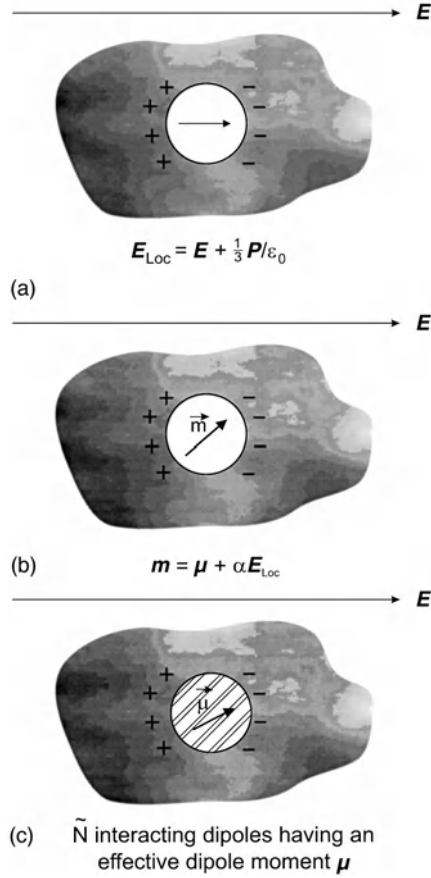 E
+ + + + − − − −
E_Loc = E + 1/3 P/ε₀
(a)
E
+ + + + − − − −
m⃗
(b) m = μ + αE_Loc
E
+ + + + − − − −
μ⃗
(c) Ñ interacting dipoles having an
effective dipole moment μ